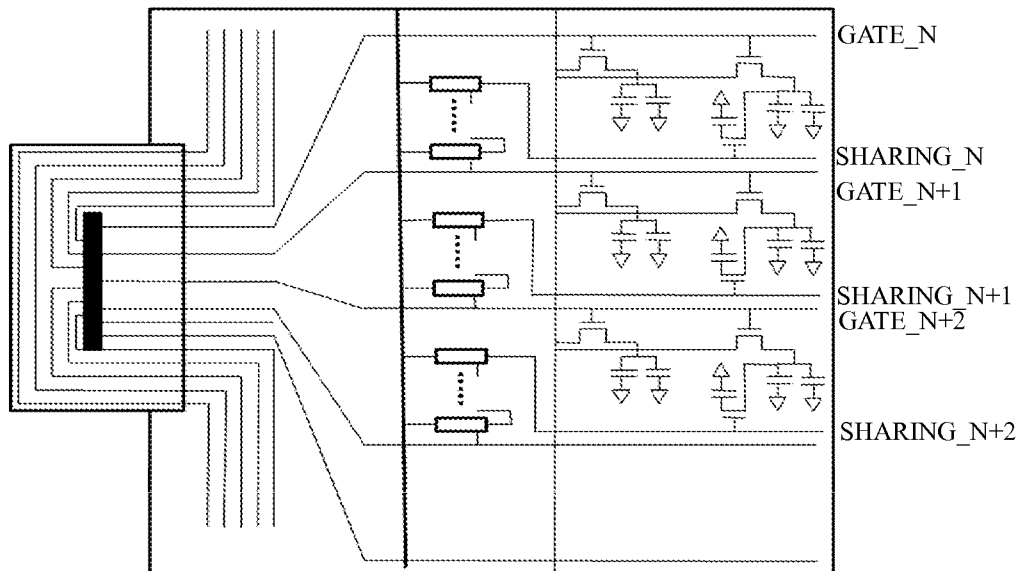 GATE_N
SHARING_N
GATE_N+1
SHARING_N+1
GATE_N+2
SHARING_N+2